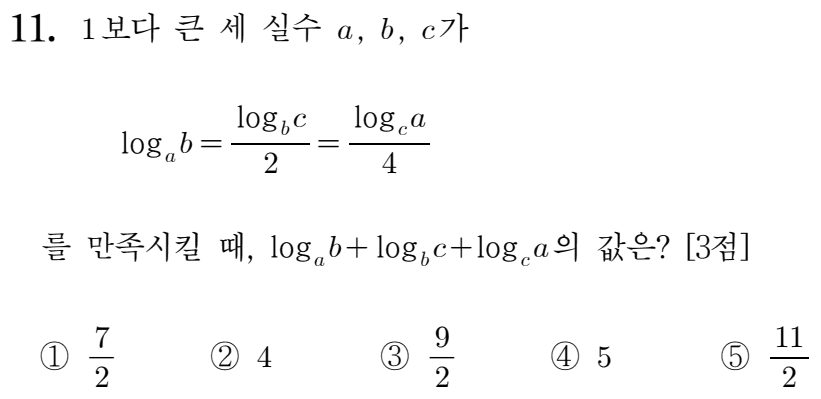 11. 1보다 큰 세 실수 a, b, c가
log_a b = (log_b c)/2 = (log_c a)/4
를 만족시킬 때, log_a b + log_b c + log_c a의 값은? [3점]
① 7/2 ② 4 ③ 9/2 ④ 5 ⑤ 11/2